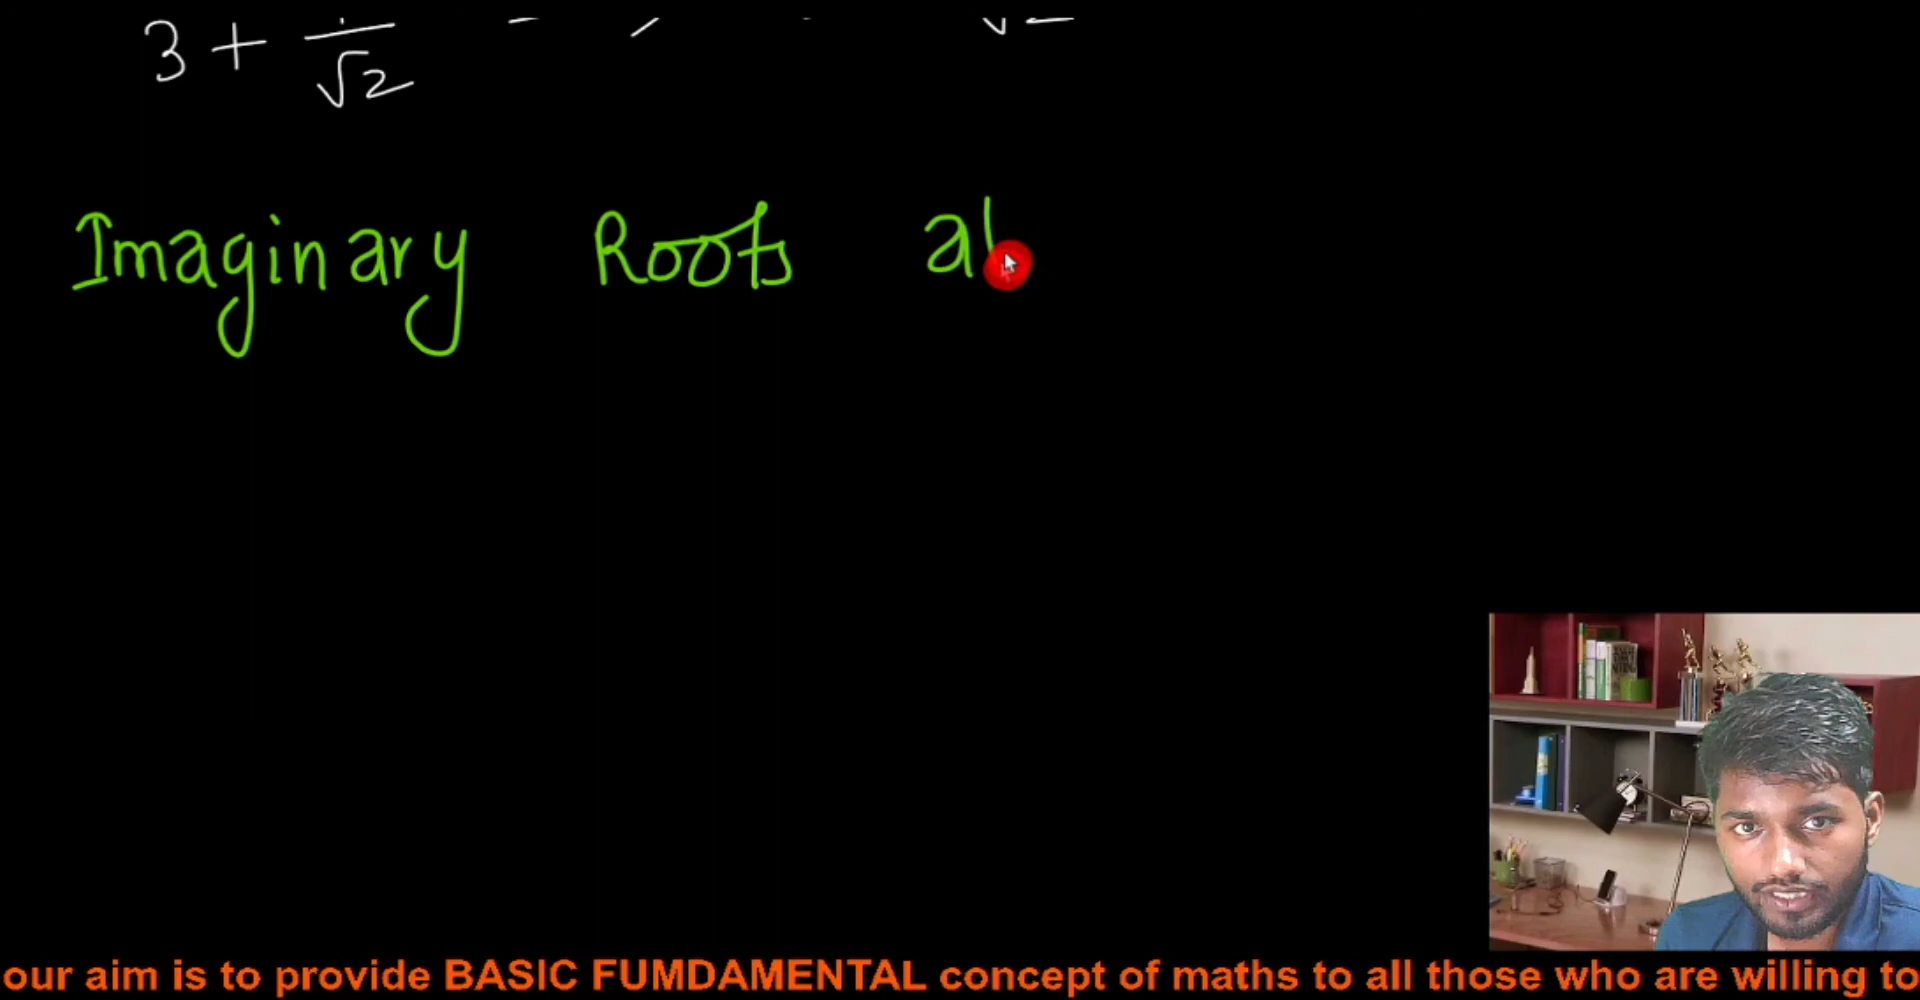 3 + 1/√2
Imaginary Roots al
our aim is to provide BASIC FUMDAMENTAL concept of maths to all those who are willing to